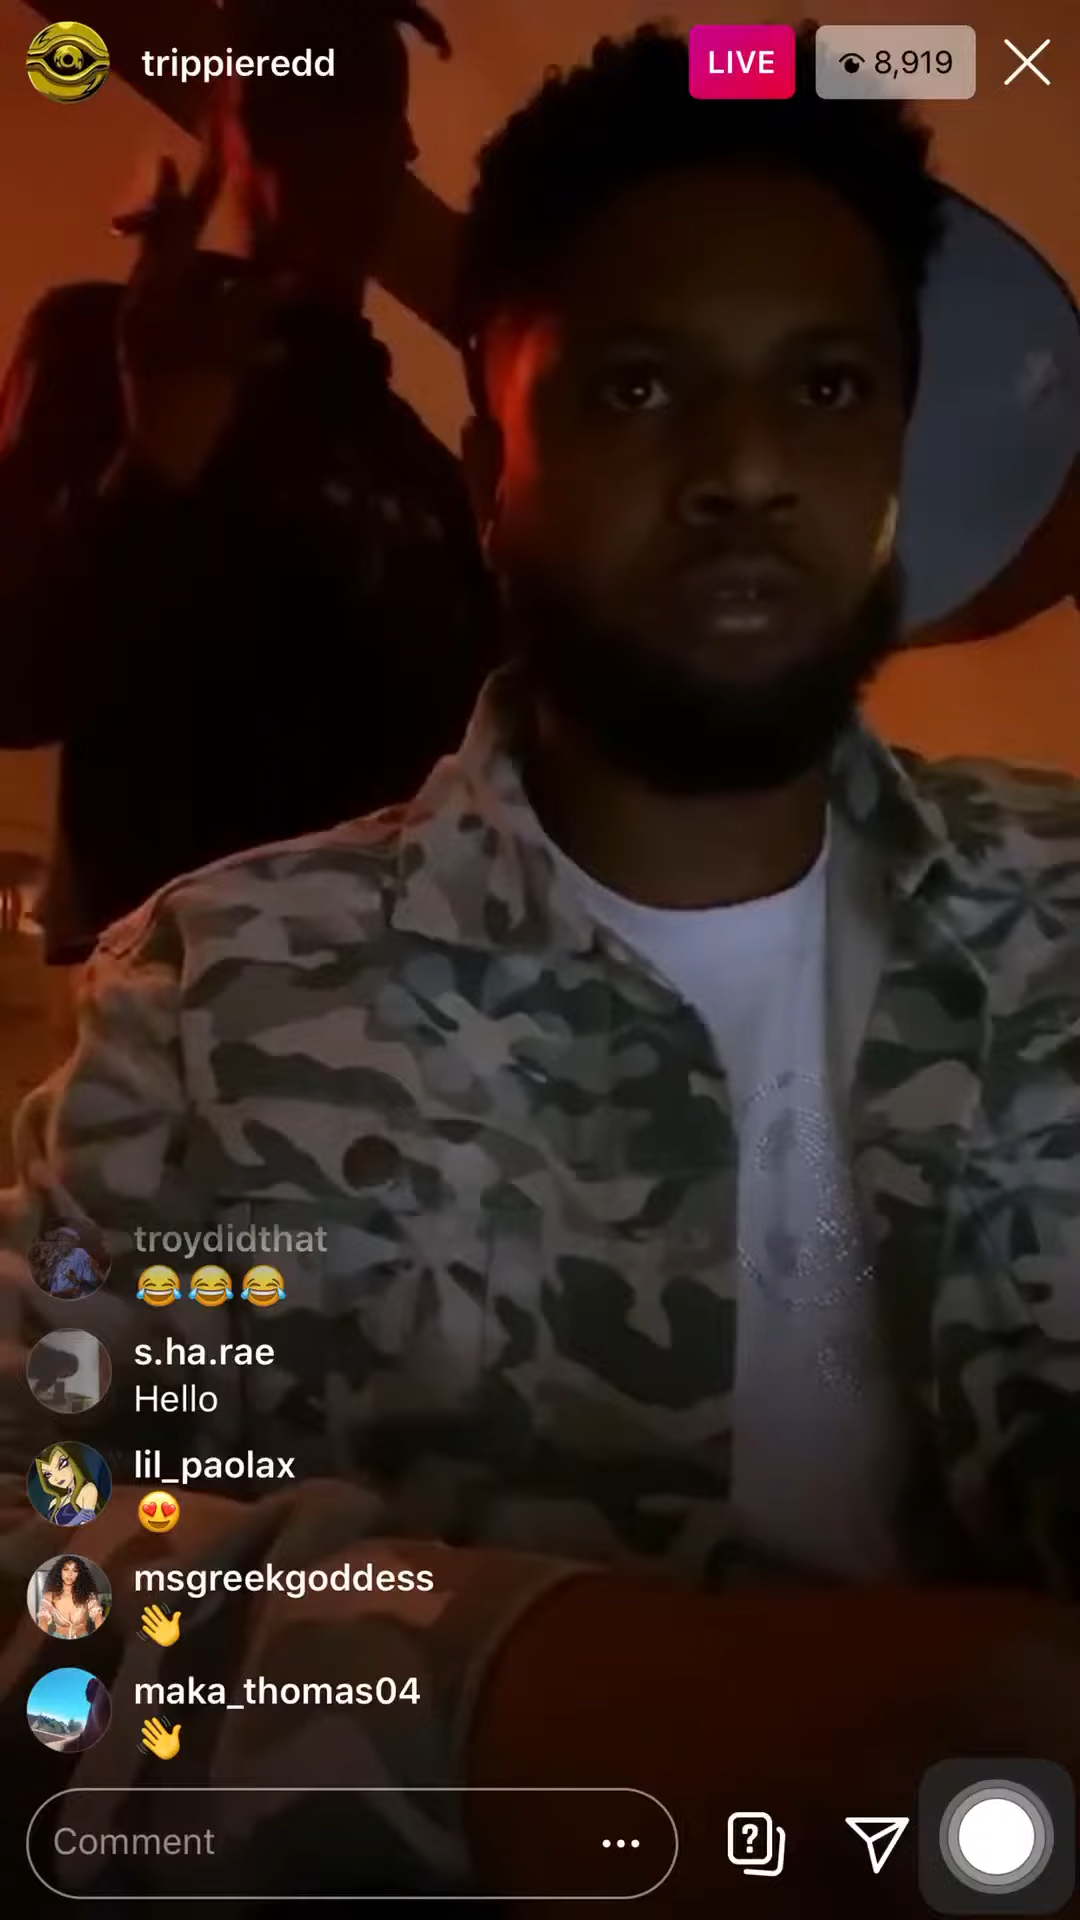 trippieredd
LIVE
8,919
troydidthat
😂😂😂
s.ha.rae
Hello
lil_paolax
😍
msgreekgoddess
👋
maka_thomas04
👋
Comment